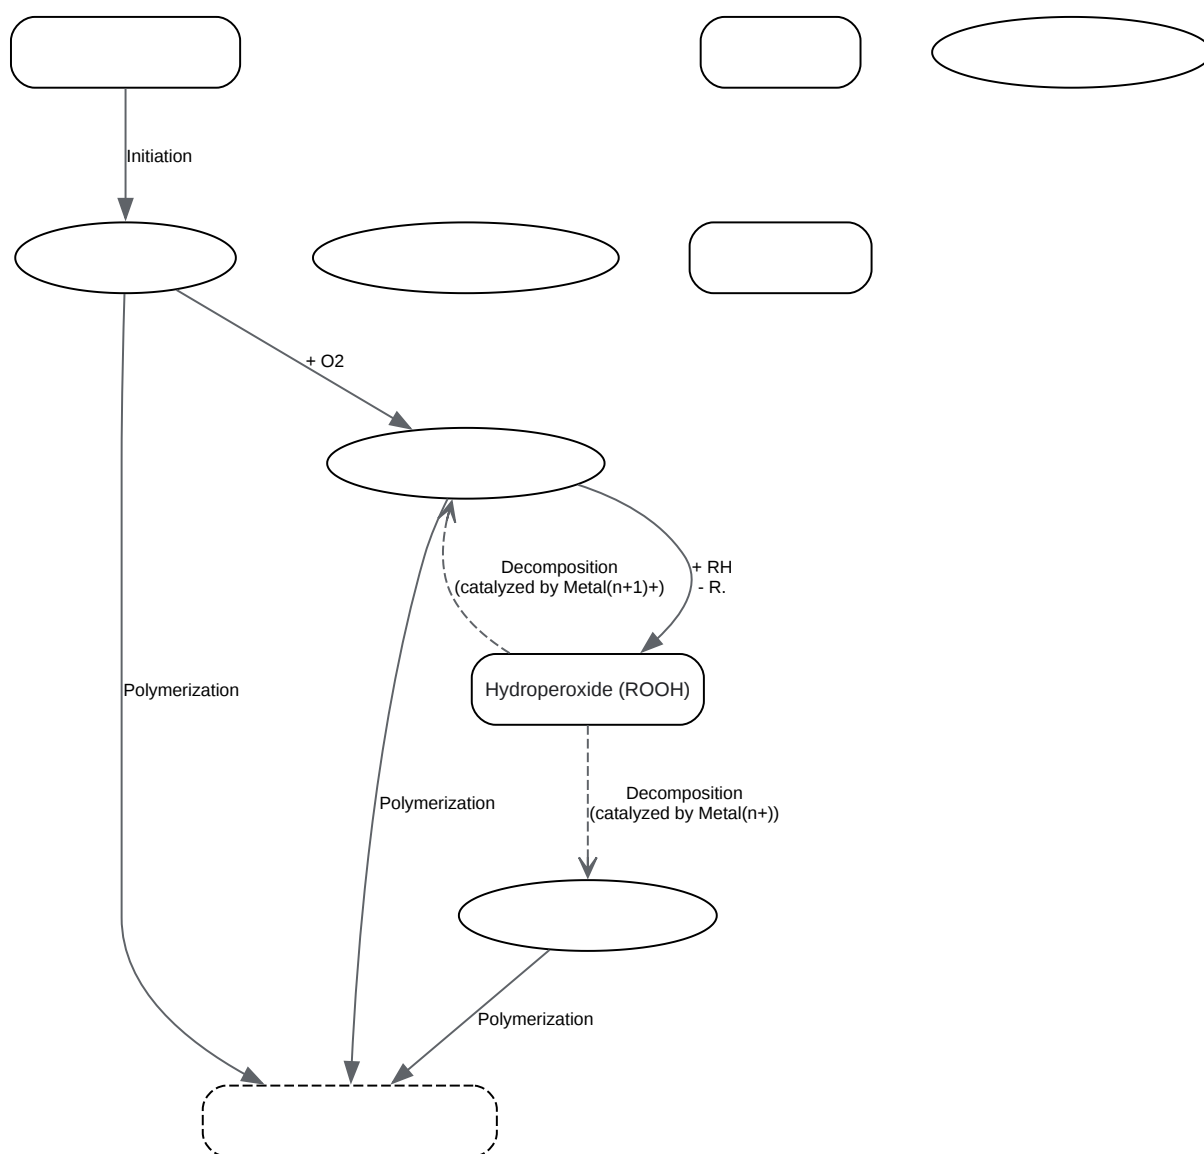 Initiation
+ O2
Decomposition
(catalyzed by Metal(n+1)+)
+ RH
- R.
Hydroperoxide (ROOH)
Polymerization
Polymerization
Decomposition
(catalyzed by Metal(n+))
Polymerization